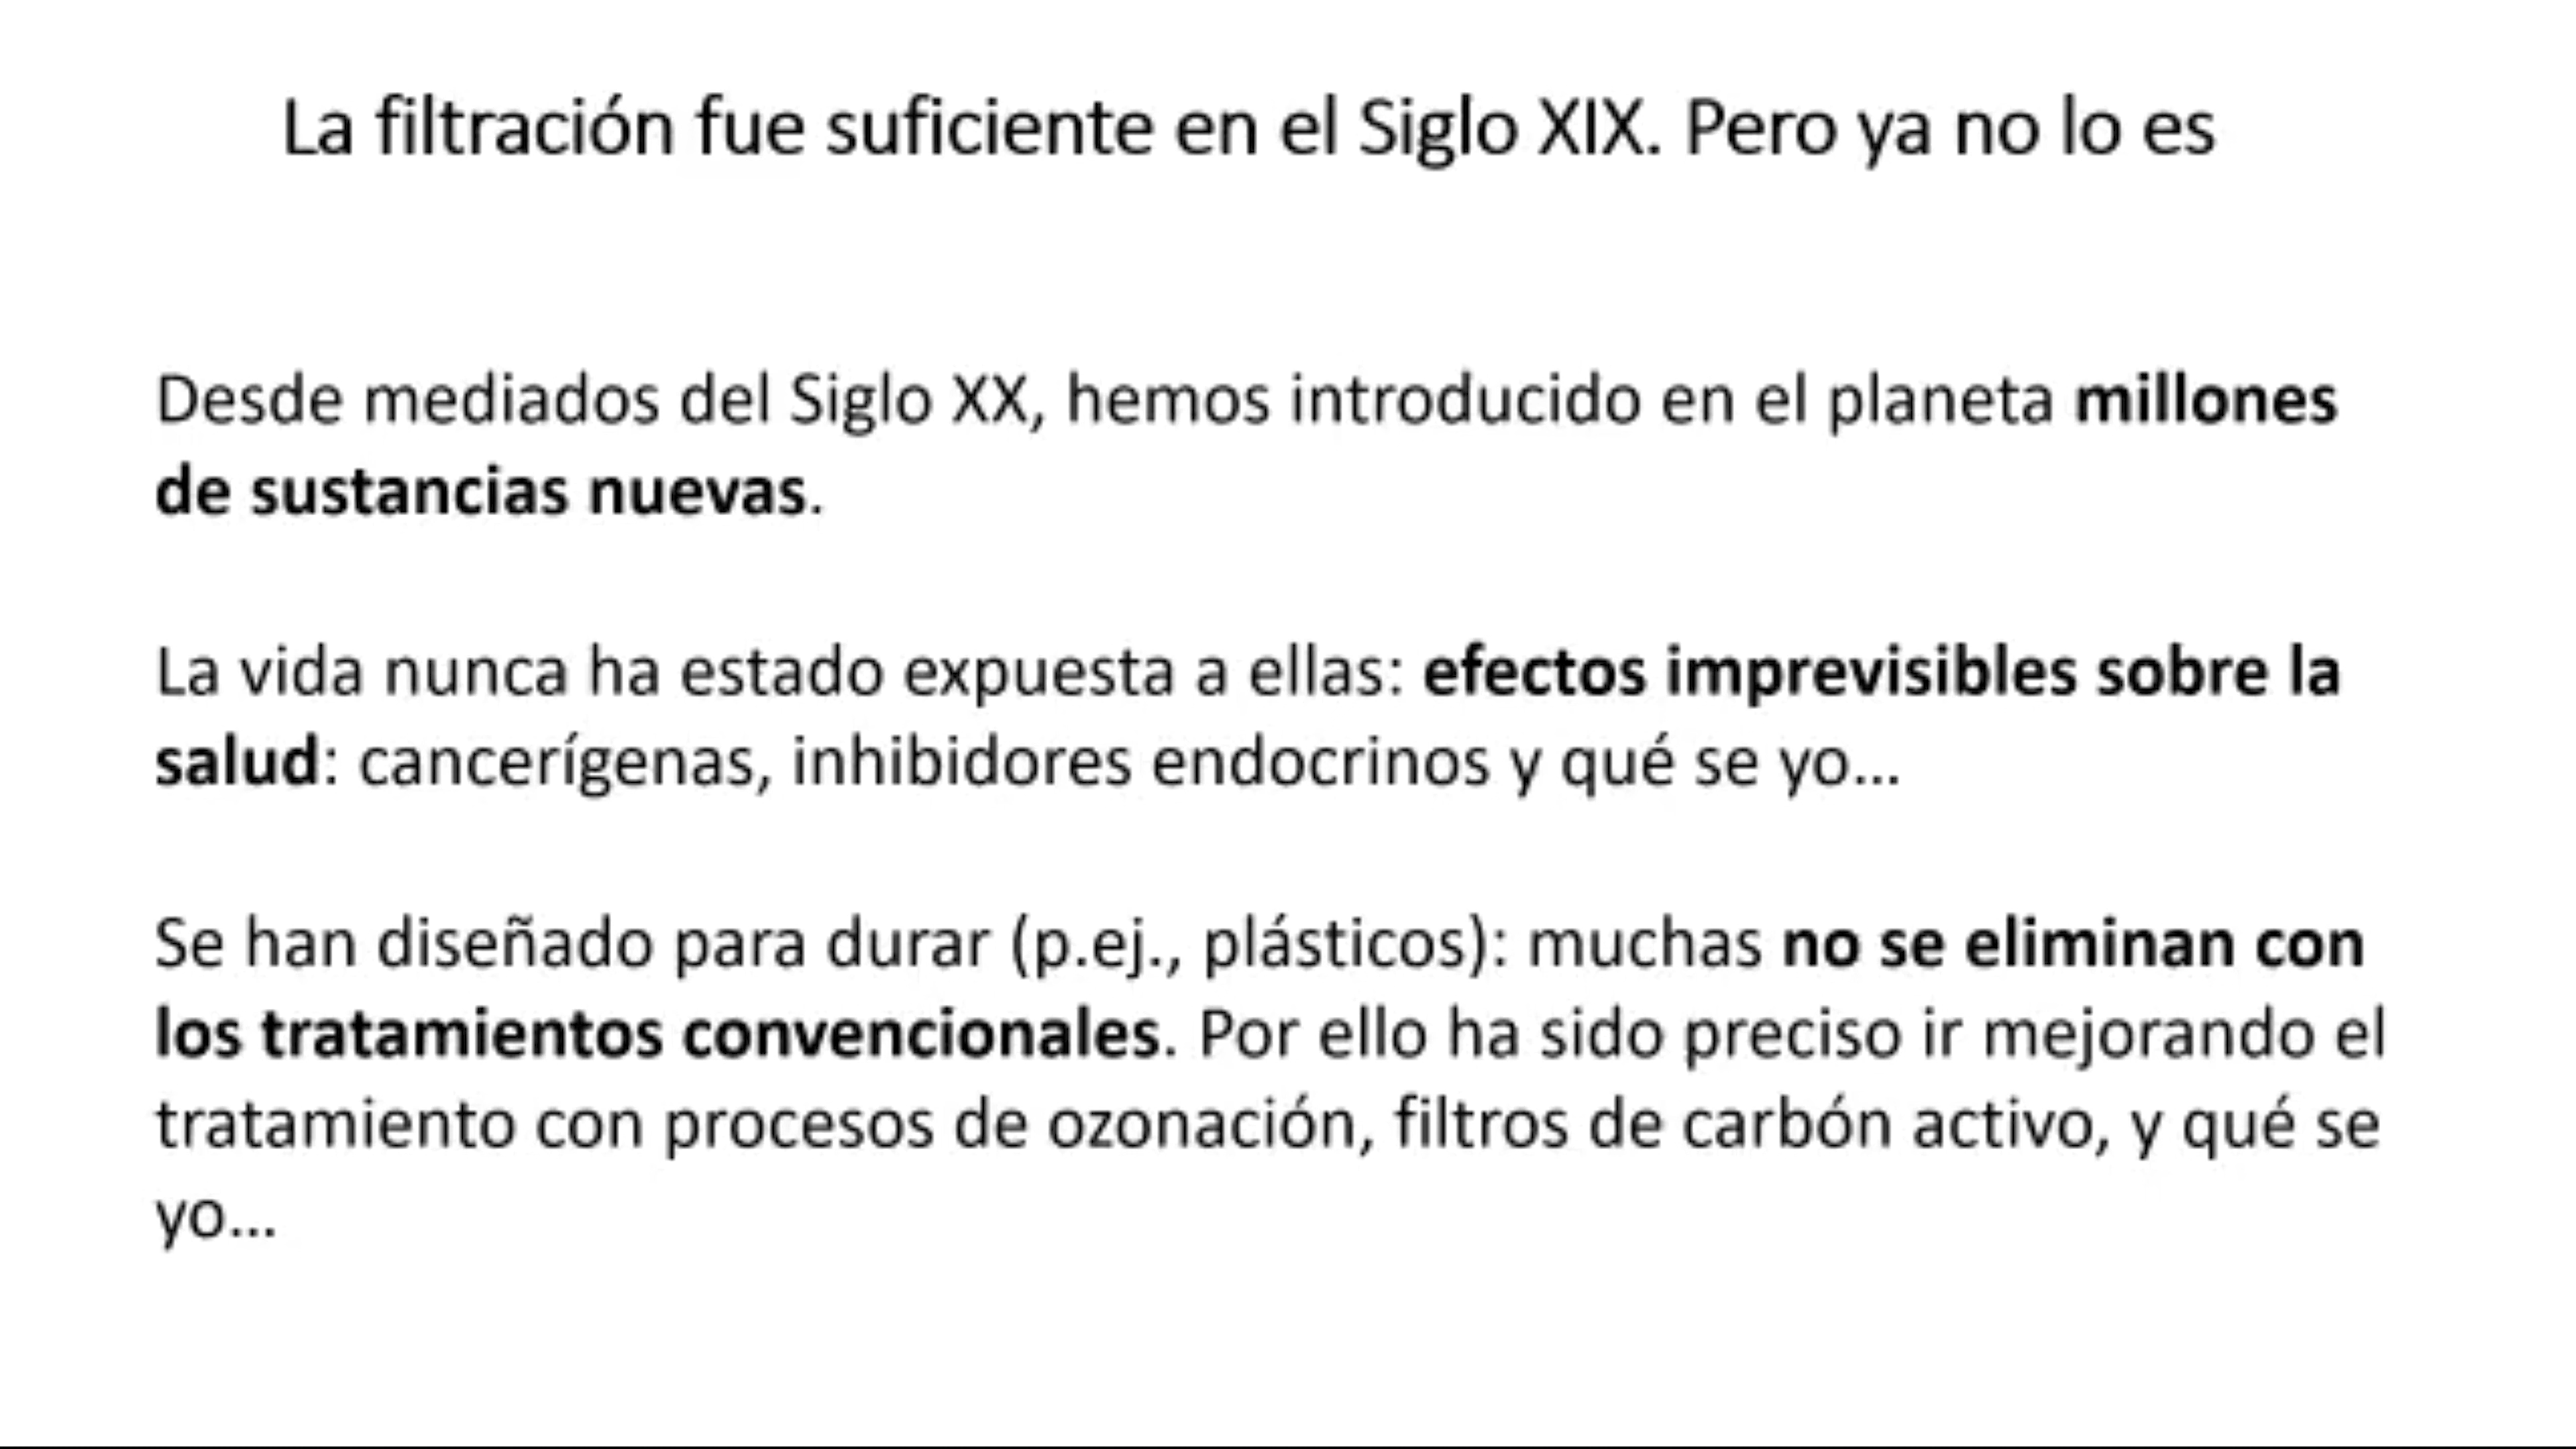 La filtración fue suficiente en el Siglo XIX. Pero ya no lo es
Desde mediados del Siglo XX, hemos introducido en el planeta millones
de sustancias nuevas.
La vida nunca ha estado expuesta a ellas: efectos imprevisibles sobre la
salud: cancerígenas, inhibidores endocrinos y qué se yo...
Se han diseñado para durar (p.ej., plásticos): muchas no se eliminan con
los tratamientos convencionales. Por ello ha sido preciso ir mejorando el
tratamiento con procesos de ozonación, filtros de carbón activo, y qué se
yo...